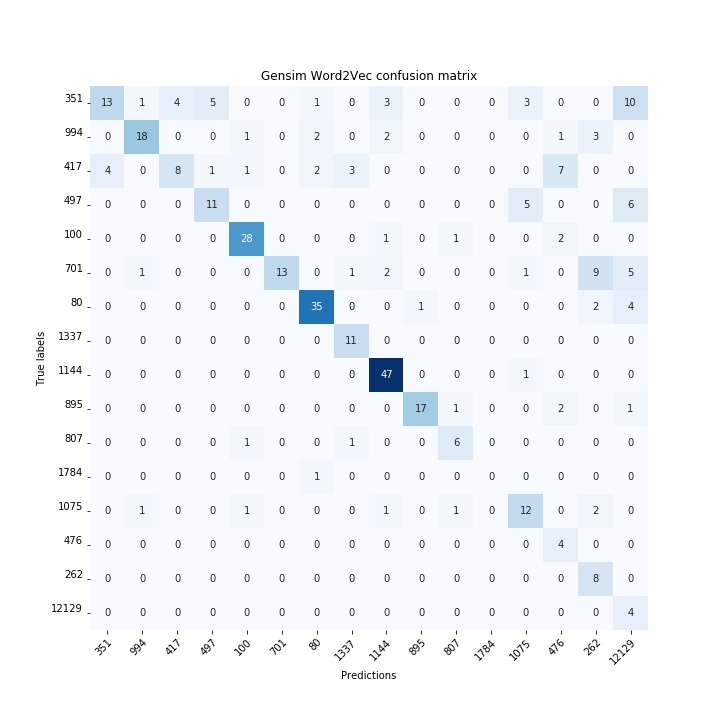 Gensim Word2Vec confusion matrix
True labels
351 13 1 4 5 0 0 1 0 3 0 0 0 3 0 0 10
994 0 18 0 0 1 0 2 0 2 0 0 0 0 1 3 0
417 4 0 8 1 1 0 2 3 0 0 0 0 0 7 0 0
497 0 0 0 11 0 0 0 0 0 0 0 0 5 0 0 6
100 0 0 0 0 28 0 0 0 1 0 1 0 0 2 0 0
701 0 1 0 0 0 13 0 1 2 0 0 0 1 0 9 5
80 0 0 0 0 0 0 35 0 0 1 0 0 0 0 2 4
1337 0 0 0 0 0 0 0 11 0 0 0 0 0 0 0 0
1144 0 0 0 0 0 0 0 0 47 0 0 0 1 0 0 0
895 0 0 0 0 0 0 0 0 0 17 1 0 0 2 0 1
807 0 0 0 0 1 0 0 1 0 0 6 0 0 0 0 0
1784 0 0 0 0 0 0 1 0 0 0 0 0 0 0 0 0
1075 0 1 0 0 1 0 0 0 1 0 1 0 12 0 2 0
476 0 0 0 0 0 0 0 0 0 0 0 0 0 4 0 0
262 0 0 0 0 0 0 0 0 0 0 0 0 0 0 8 0
12129 0 0 0 0 0 0 0 0 0 0 0 0 0 0 0 4
351 994 417 497 100 701 80 1337 1144 895 807 1784 1075 476 262 12129
Predictions